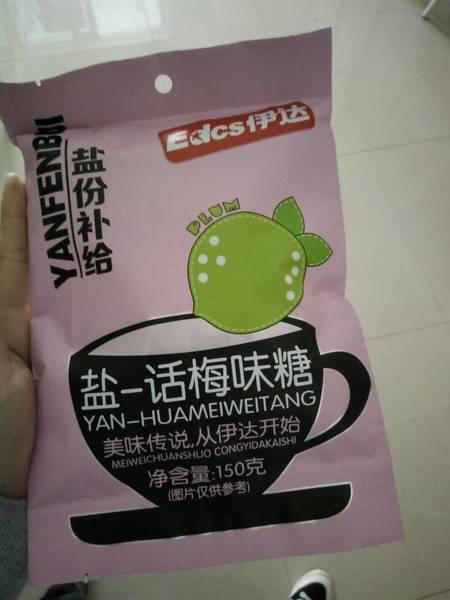 Edcs伊达
YANFENBUJI
盐份补给
PLUM
盐-话梅味糖
YAN-HUAMEIWEITANG
美味传说,从伊达开始
MEIWEICHUANSHUO CONGYIDAKAISHI
净含量:150克
(图片仅供参考)